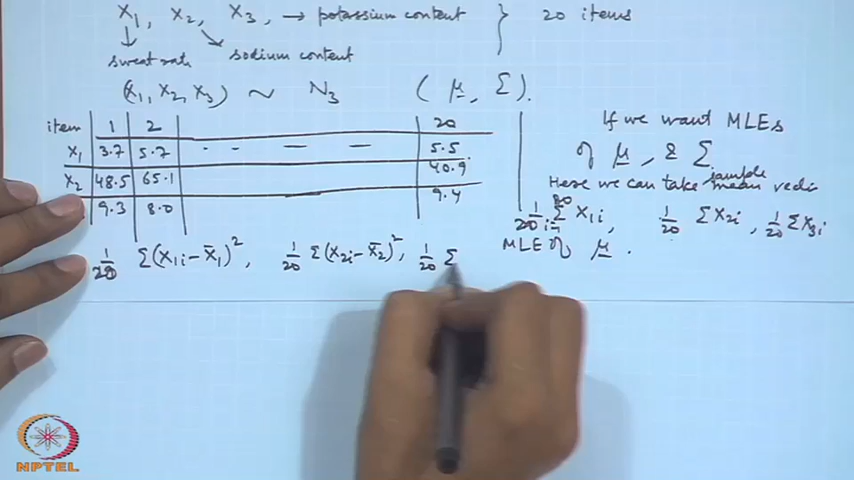 X1, X2, X3, → potassium content } 20 items
sweat rate sodium content
(X1, X2, X3) ~ N3 ( μ, Σ).
item 1 2 20
X1 3.7 5.7 - - — — 5.5
X2 48.5 65.1 40.9
9.3 8.0 9.4
If we want MLEs
of μ, & Σ
sample
Here we can take mean
1/20 Σ X1i, 1/20 Σ X2i, 1/20 Σ X3i
i=1 20
MLE of μ.
1/20 Σ(X1i - X̄1)², 1/20 Σ(X2i - X̄2)², 1/20 Σ
NPTEL